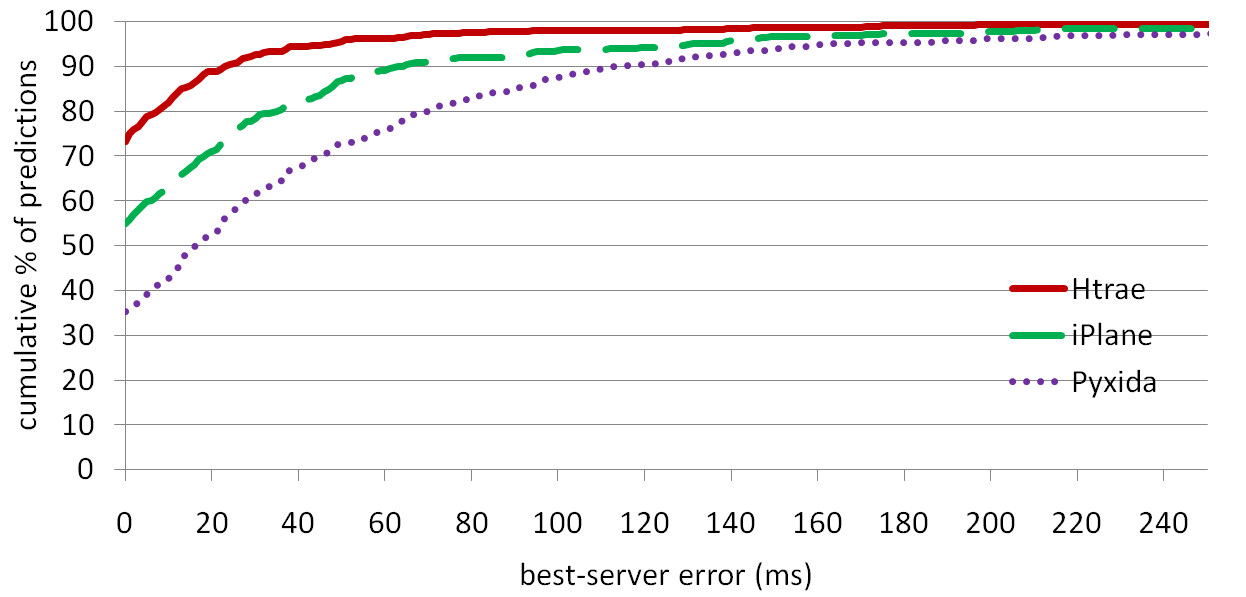 cumulative % of predictions
100
90
80
70
60
50
40
30
20
10
0
Htrae
iPlane
Pyxida
0 20 40 60 80 100 120 140 160 180 200 220 240
best-server error (ms)